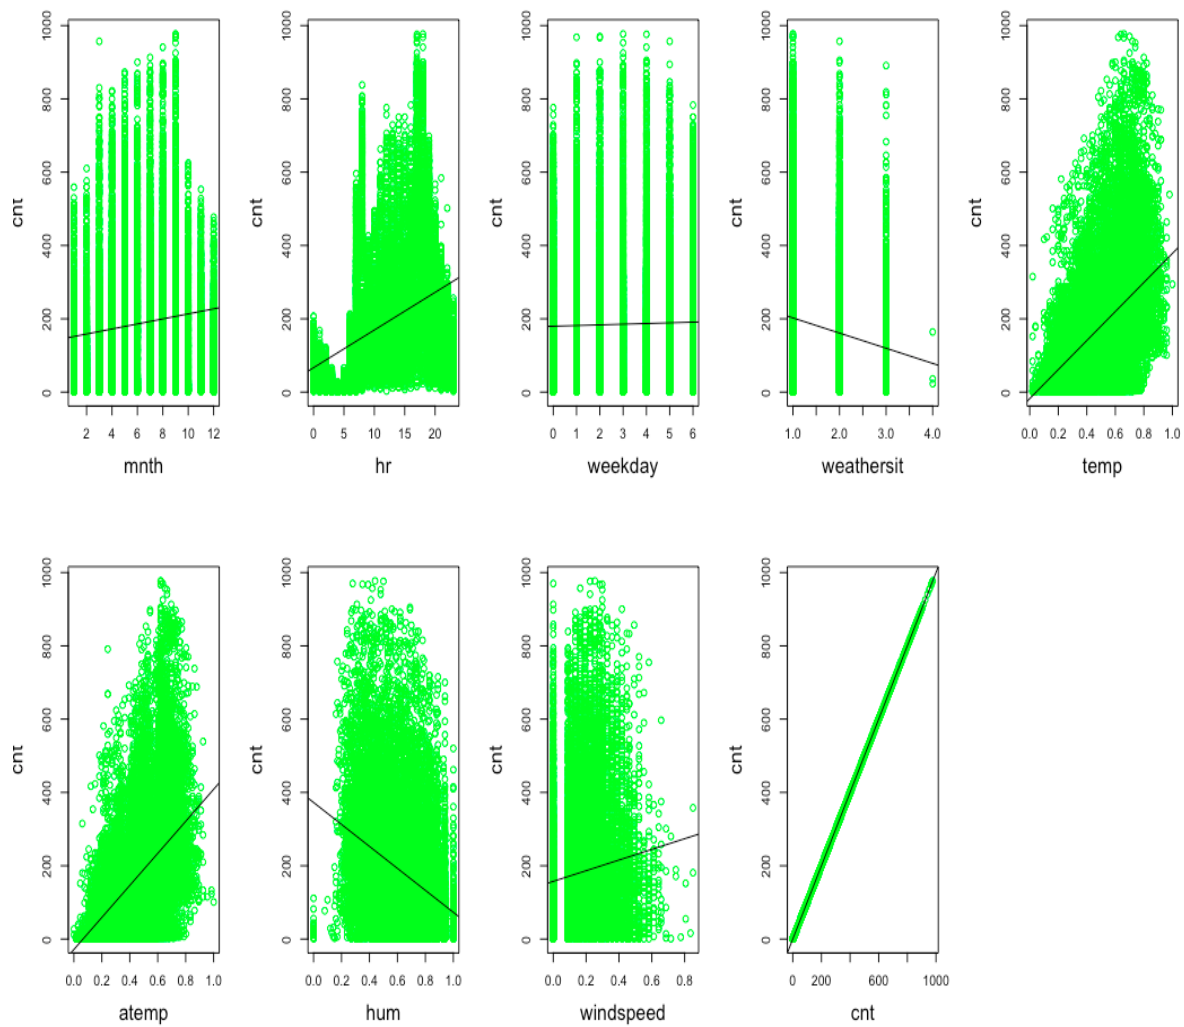 cnt
0 200 400 600 800 1000
2 4 6 8 10 12
mnth
cnt
0 200 400 600 800 1000
0 5 10 15 20
hr
cnt
0 200 400 600 800 1000
0 1 2 3 4 5 6
weekday
cnt
0 200 400 600 800 1000
1.0 2.0 3.0 4.0
weathersit
cnt
0 200 400 600 800 1000
0.0 0.2 0.4 0.6 0.8 1.0
temp
cnt
0 200 400 600 800 1000
0.0 0.2 0.4 0.6 0.8 1.0
atemp
cnt
0 200 400 600 800 1000
0.0 0.2 0.4 0.6 0.8 1.0
hum
cnt
0 200 400 600 800 1000
0.0 0.2 0.4 0.6 0.8
windspeed
cnt
0 200 400 600 800 1000
0 200 600 1000
cnt